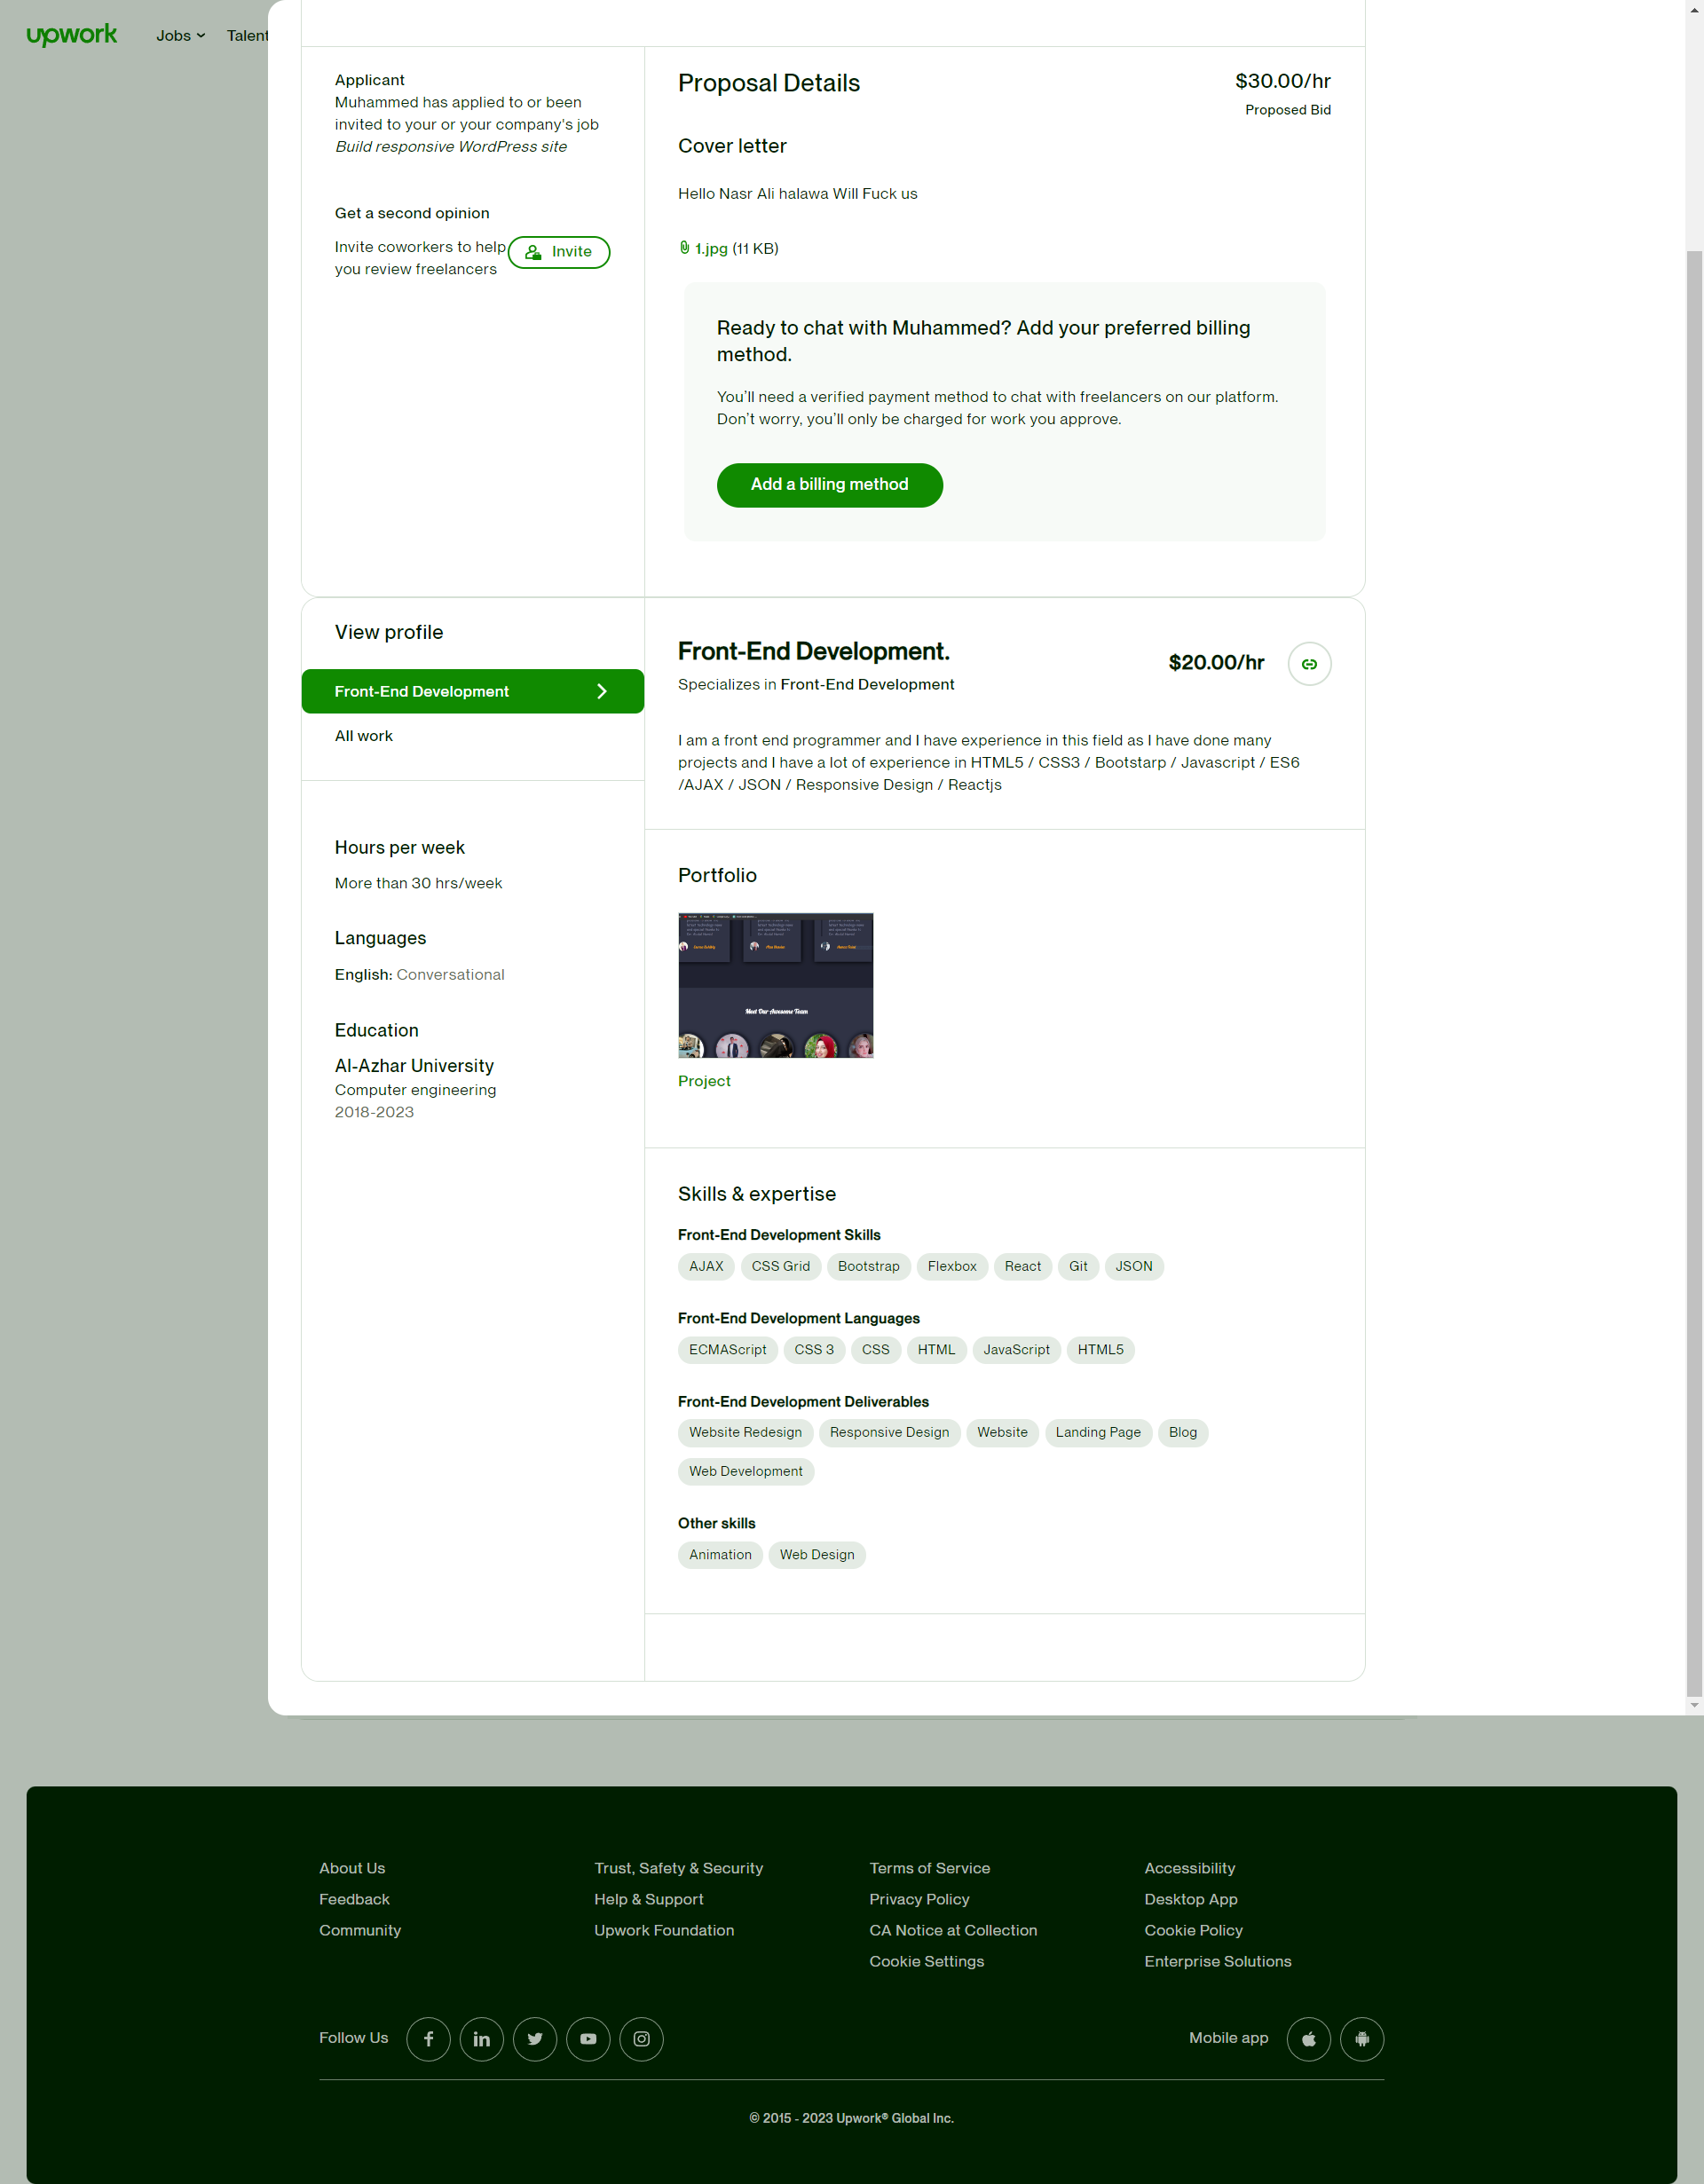 upwork
Jobs
Talent
Applicant
Muhammed has applied to or been
invited to your or your company's job
Build responsive WordPress site
Get a second opinion
Invite coworkers to help
you review freelancers
Invite
Proposal Details
$30.00/hr
Proposed Bid
Cover letter
Hello Nasr Ali halawa Will Fuck us
1.jpg (11 KB)
Ready to chat with Muhammed? Add your preferred billing
method.
You'll need a verified payment method to chat with freelancers on our platform.
Don't worry, you'll only be charged for work you approve.
Add a billing method
View profile
Front-End Development
All work
Hours per week
More than 30 hrs/week
Languages
English: Conversational
Education
Al-Azhar University
Computer engineering
2018-2023
Front-End Development.
$20.00/hr
Specializes in Front-End Development
I am a front end programmer and I have experience in this field as I have done many
projects and I have a lot of experience in HTML5 / CSS3 / Bootstarp / Javascript / ES6
/AJAX / JSON / Responsive Design / Reactjs
Portfolio
Meet Our Awesome Team
Project
Skills & expertise
Front-End Development Skills
AJAX CSS Grid Bootstrap Flexbox React Git JSON
Front-End Development Languages
ECMAScript CSS 3 CSS HTML JavaScript HTML5
Front-End Development Deliverables
Website Redesign Responsive Design Website Landing Page Blog
Web Development
Other skills
Animation Web Design
About Us
Feedback
Community
Trust, Safety & Security
Help & Support
Upwork Foundation
Terms of Service
Privacy Policy
CA Notice at Collection
Cookie Settings
Accessibility
Desktop App
Cookie Policy
Enterprise Solutions
Follow Us
Mobile app
© 2015 - 2023 Upwork® Global Inc.